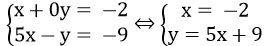 {x + 0y = −2 ⇔ {x = −2
{5x − y = −9   {y = 5x + 9